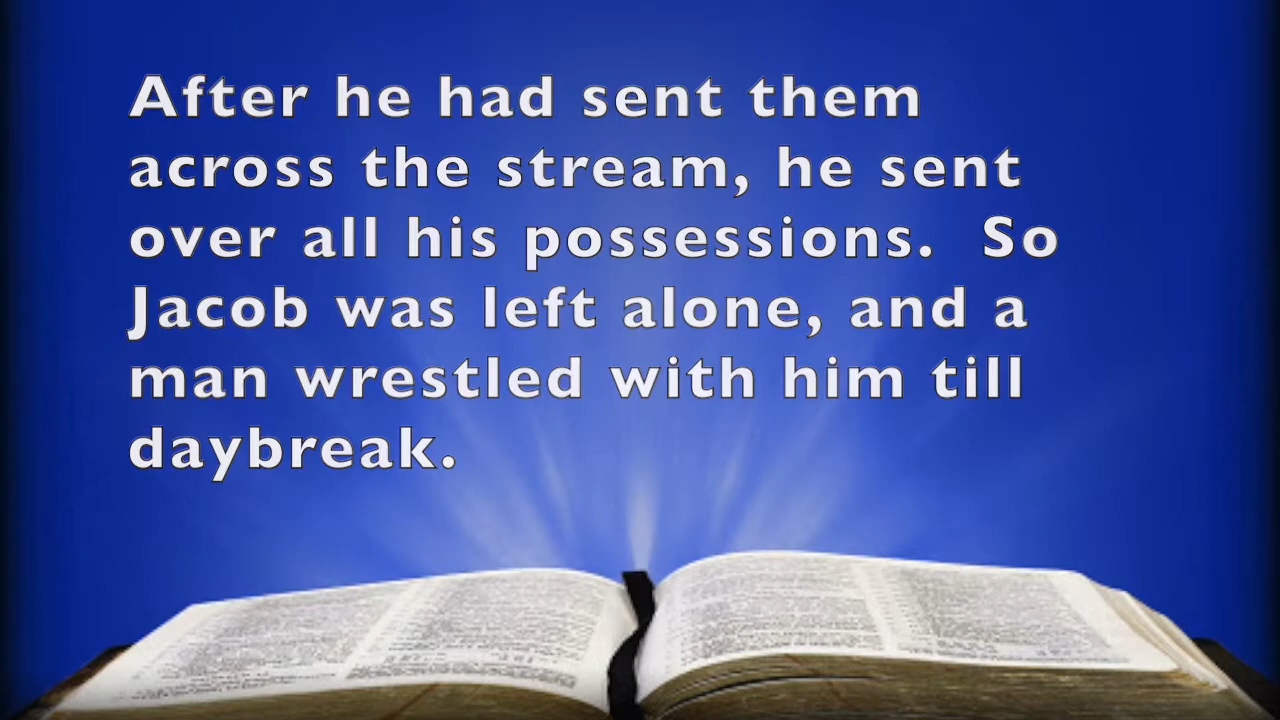 After he had sent them
across the stream, he sent
over all his possessions.  So
Jacob was left alone, and a
man wrestled with him till
daybreak.